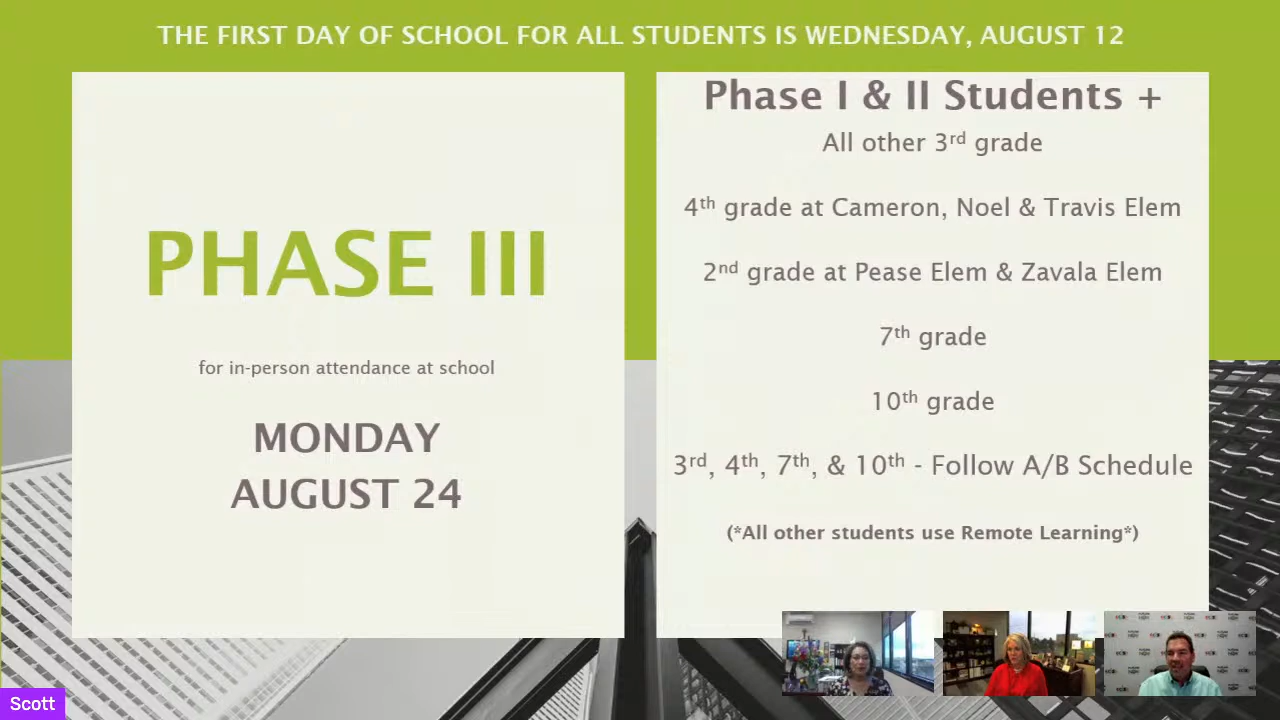 THE FIRST DAY OF SCHOOL FOR ALL STUDENTS IS WEDNESDAY, AUGUST 12
PHASE III
for in-person attendance at school
MONDAY
AUGUST 24
Phase I & II Students +
All other 3rd grade
4th grade at Cameron, Noel & Travis Elem
2nd grade at Pease Elem & Zavala Elem
7th grade
10th grade
3rd, 4th, 7th, & 10th - Follow A/B Schedule
(*All other students use Remote Learning*)
Scott